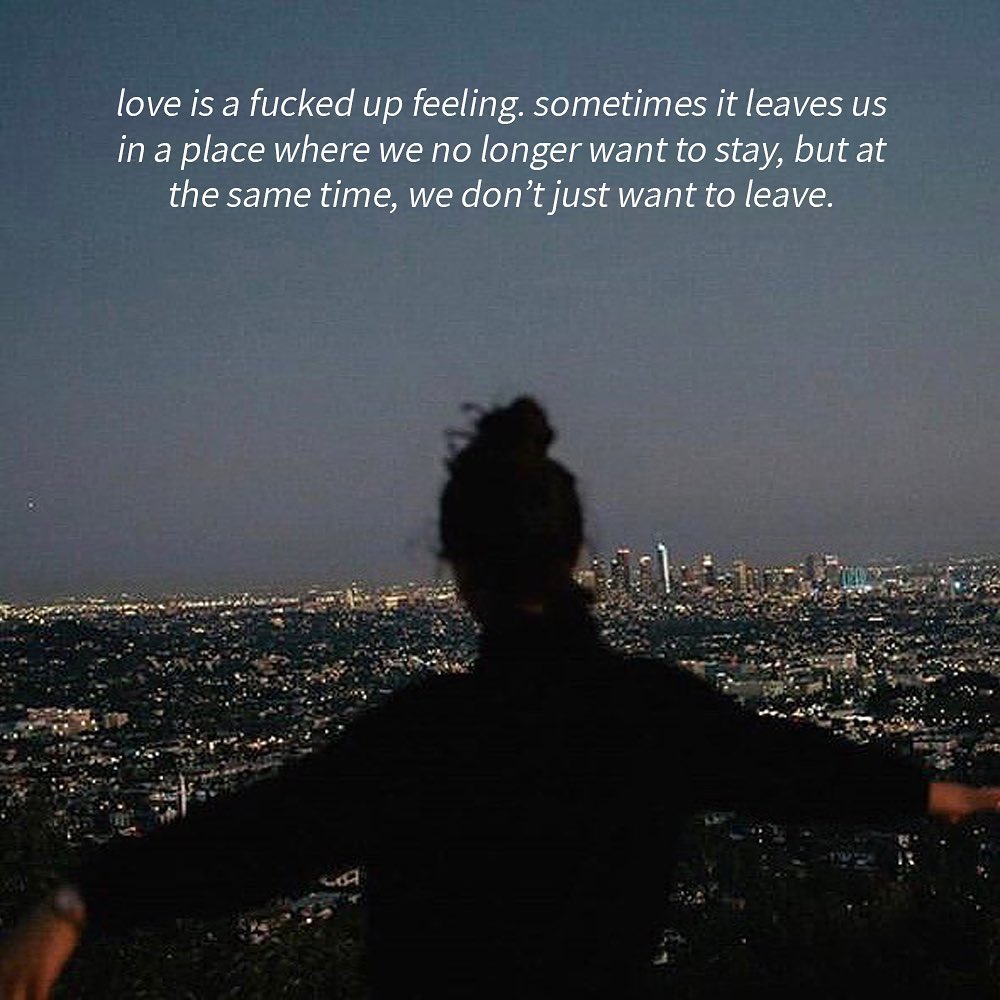 love is a fucked up feeling. sometimes it leaves us
in a place where we no longer want to stay, but at
the same time, we don’t just want to leave.